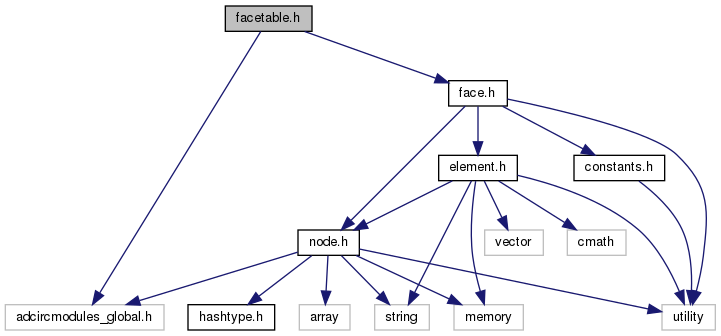 facetable.h
face.h
element.h
constants.h
node.h
vector
cmath
adcircmodules_global.h
hashtype.h
array
string
memory
utility